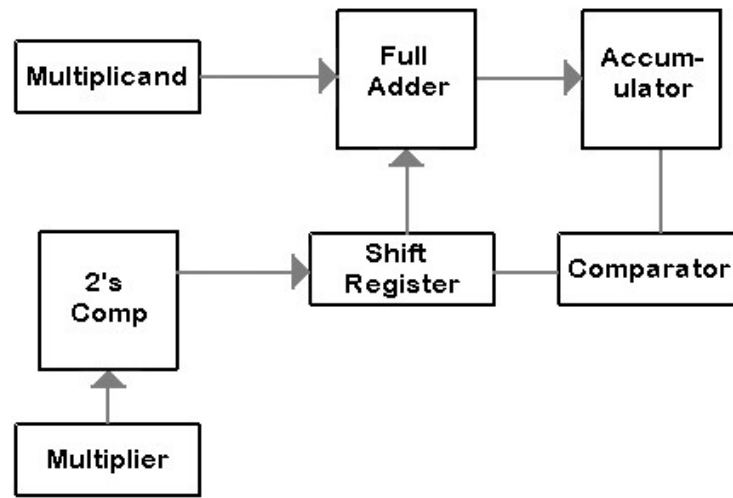 Multiplicand
Full
Adder
Accum-
ulator
2's
Comp
Shift
Register
Comparator
Multiplier